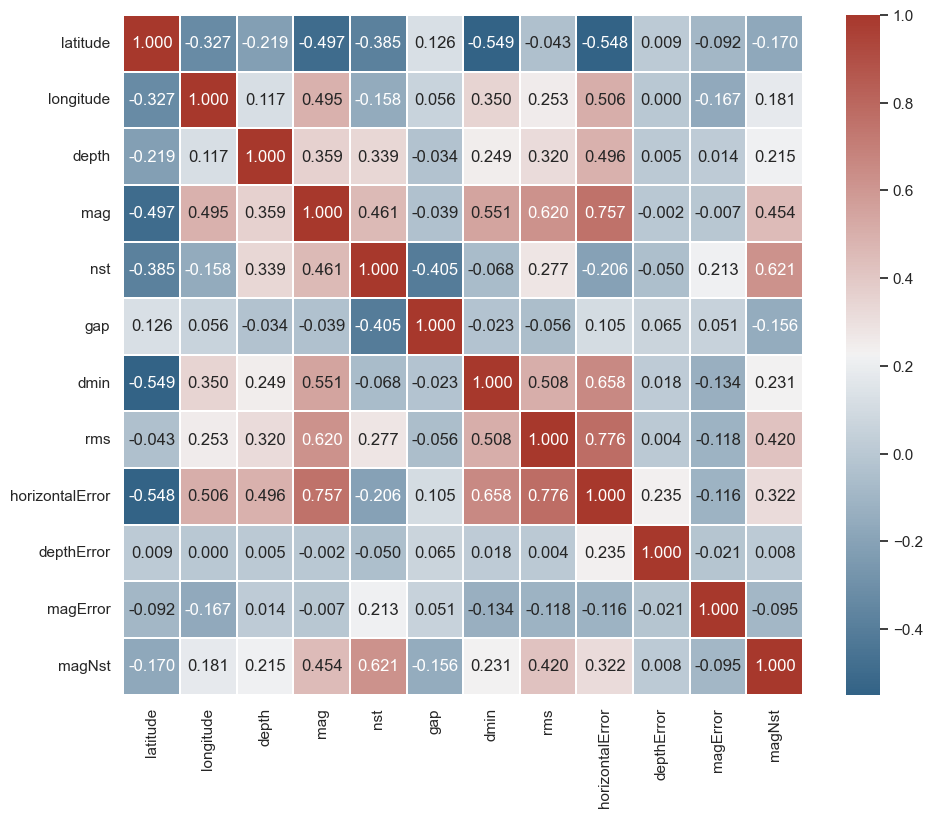 latitude 1.000 -0.327 -0.219 -0.497 -0.385 0.126 -0.549 -0.043 -0.548 0.009 -0.092 -0.170
longitude -0.327 1.000 0.117 0.495 -0.158 0.056 0.350 0.253 0.506 0.000 -0.167 0.181
depth -0.219 0.117 1.000 0.359 0.339 -0.034 0.249 0.320 0.496 0.005 0.014 0.215
mag -0.497 0.495 0.359 1.000 0.461 -0.039 0.551 0.620 0.757 -0.002 -0.007 0.454
nst -0.385 -0.158 0.339 0.461 1.000 -0.405 -0.068 0.277 -0.206 -0.050 0.213 0.621
gap 0.126 0.056 -0.034 -0.039 -0.405 1.000 -0.023 -0.056 0.105 0.065 0.051 -0.156
dmin -0.549 0.350 0.249 0.551 -0.068 -0.023 1.000 0.508 0.658 0.018 -0.134 0.231
rms -0.043 0.253 0.320 0.620 0.277 -0.056 0.508 1.000 0.776 0.004 -0.118 0.420
horizontalError -0.548 0.506 0.496 0.757 -0.206 0.105 0.658 0.776 1.000 0.235 -0.116 0.322
depthError 0.009 0.000 0.005 -0.002 -0.050 0.065 0.018 0.004 0.235 1.000 -0.021 0.008
magError -0.092 -0.167 0.014 -0.007 0.213 0.051 -0.134 -0.118 -0.116 -0.021 1.000 -0.095
magNst -0.170 0.181 0.215 0.454 0.621 -0.156 0.231 0.420 0.322 0.008 -0.095 1.000
latitude longitude depth mag nst gap dmin rms horizontalError depthError magError magNst
1.0
0.8
0.6
0.4
0.2
0.0
−0.2
−0.4